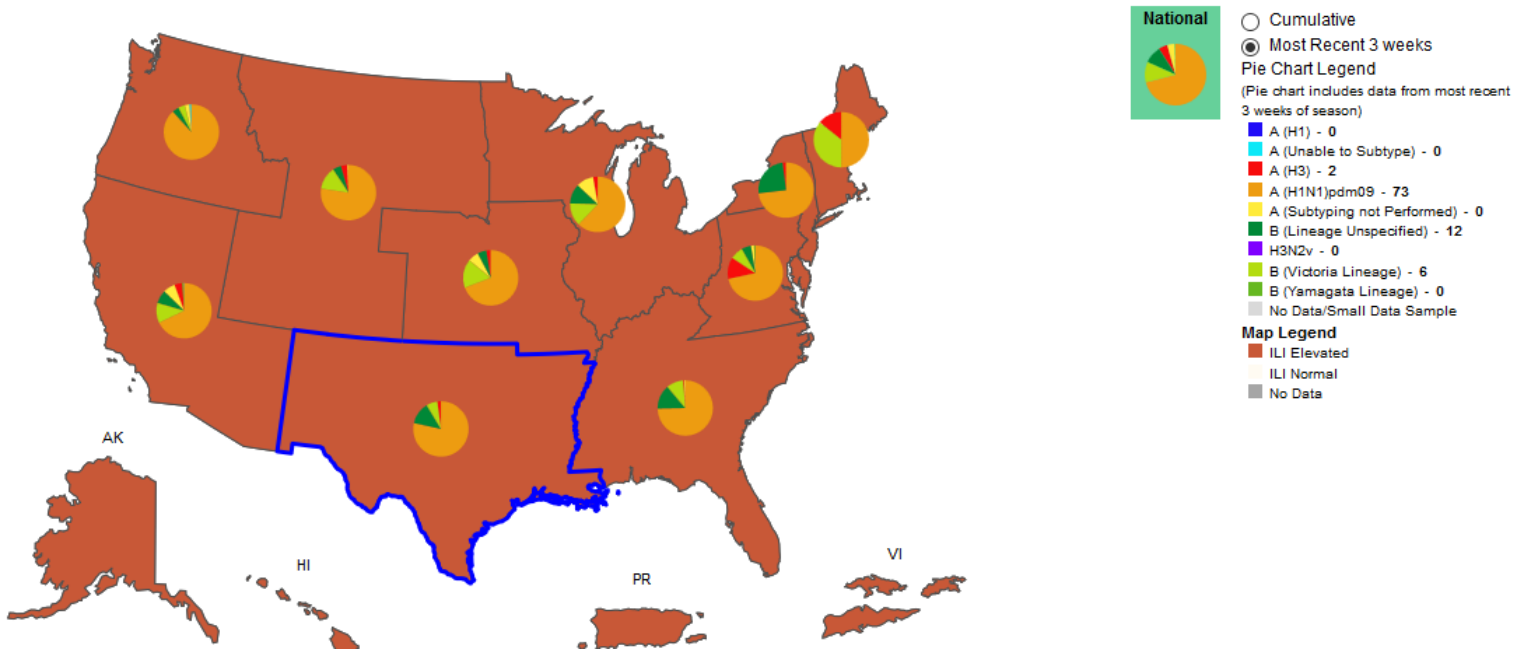 National
Cumulative
Most Recent 3 weeks
Pie Chart Legend
(Pie chart includes data from most recent
3 weeks of season)
A (H1) - 0
A (Unable to Subtype) - 0
A (H3) - 2
A (H1N1)pdm09 - 73
A (Subtyping not Performed) - 0
B (Lineage Unspecified) - 12
H3N2v - 0
B (Victoria Lineage) - 6
B (Yamagata Lineage) - 0
No Data/Small Data Sample
Map Legend
ILI Elevated
ILI Normal
No Data
AK
HI
PR
VI